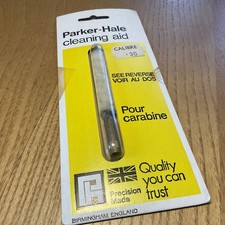 Parker-Hale
cleaning aid
CALIBRE
SEE REVERSE
VOIR AU DOS
Pour
carabine
Quality
you can
trust
Precision
Made
BIRMINGHAM ENGLAND